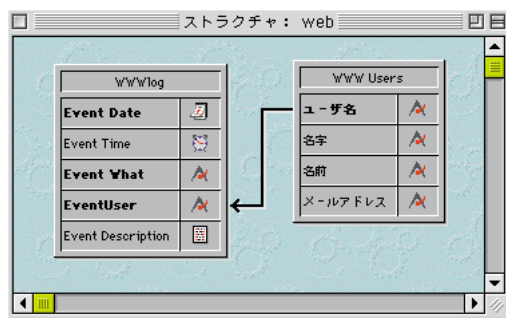 ストラクチャ： web
WWWlog
Event Date
Event Time
Event What
EventUser
Event Description
WWW Users
ユーザ名
名字
名前
メールアドレス